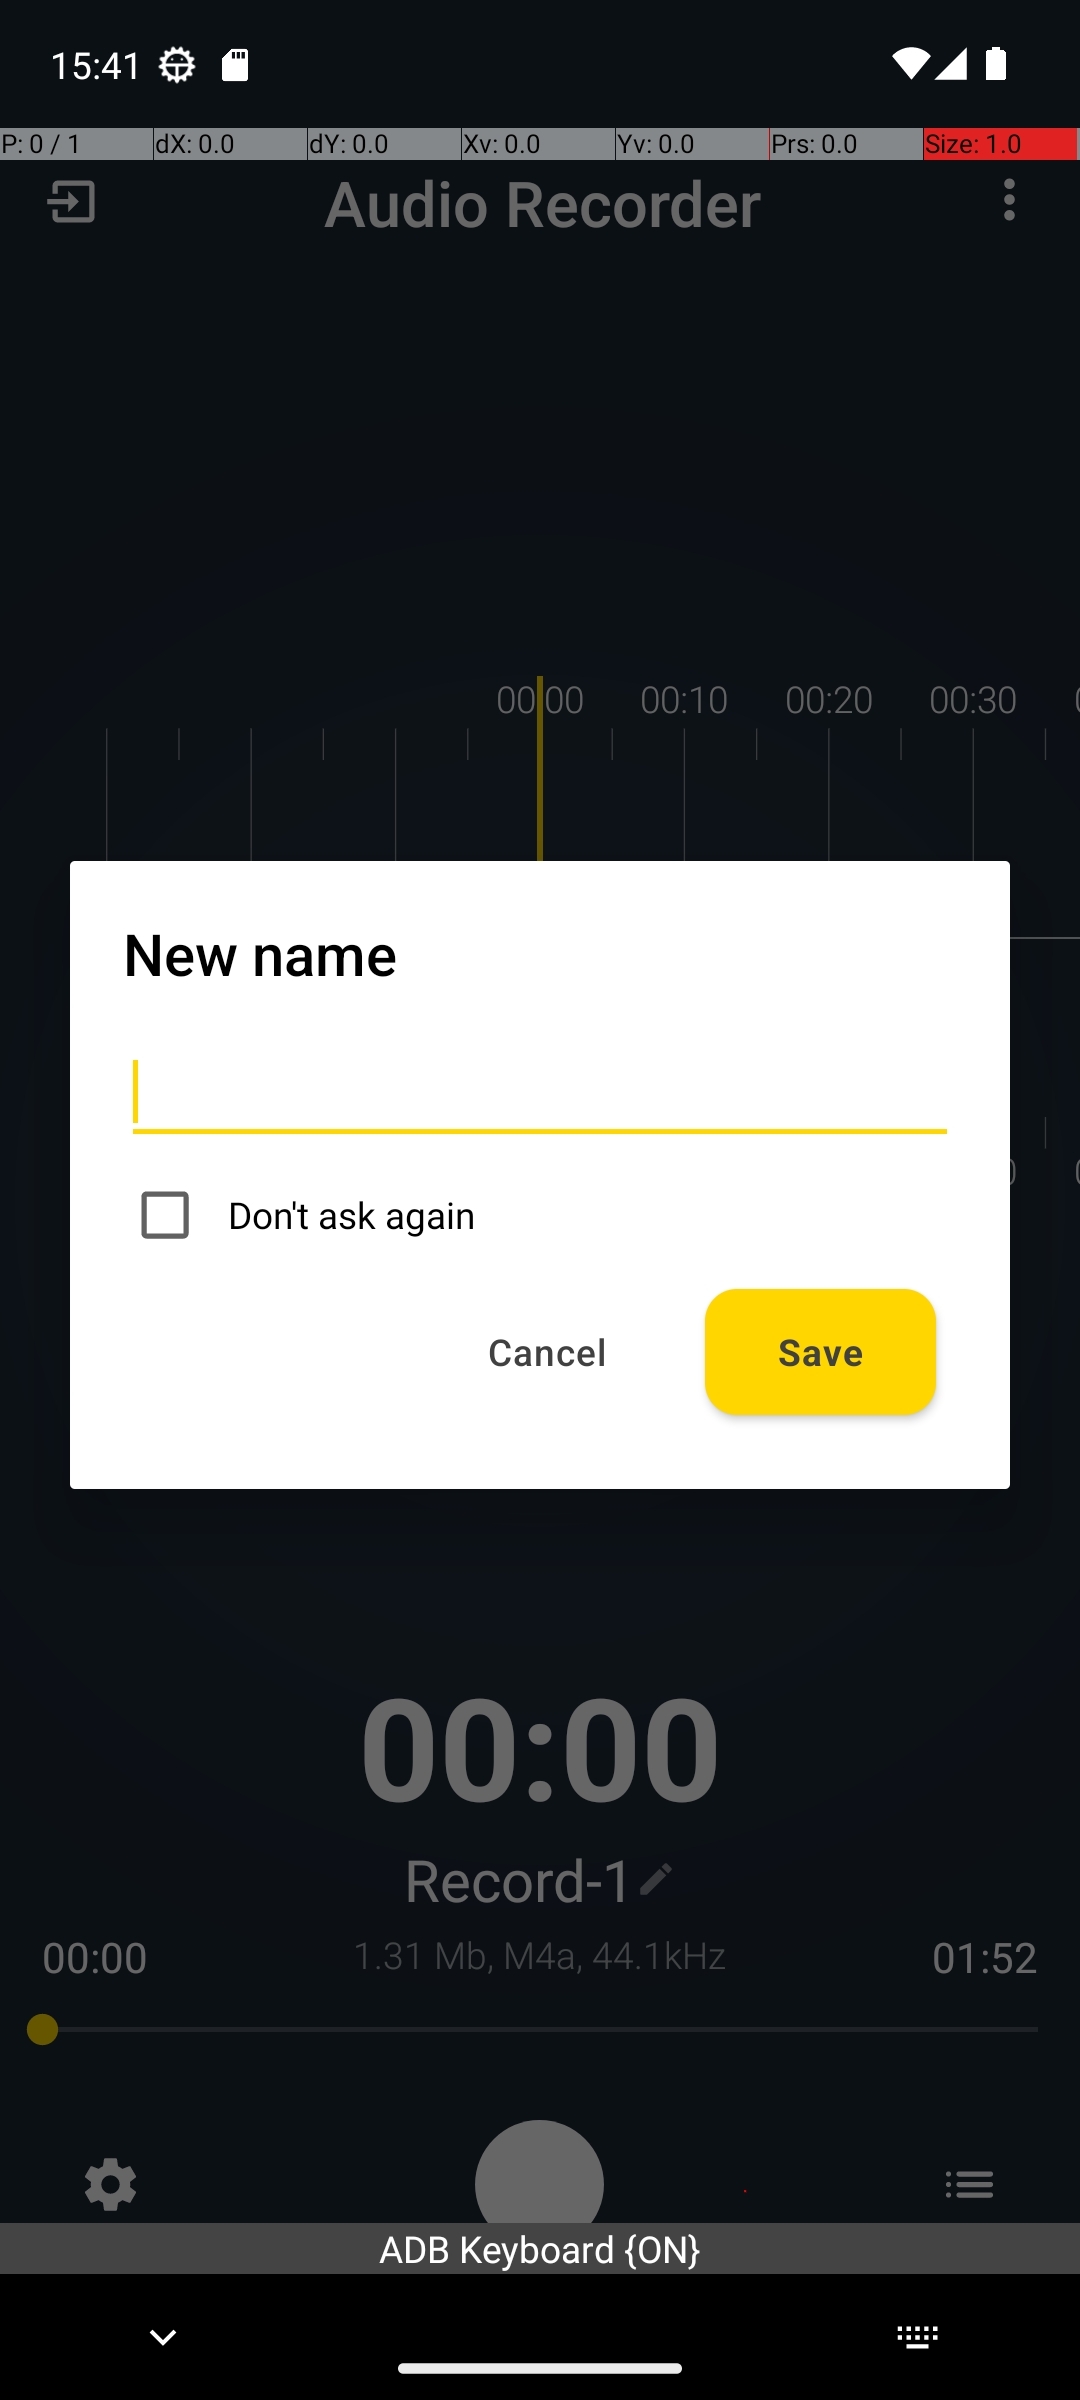 15:41
P: 0 / 1 dX: 0.0 dY: 0.0 Xv: 0.0 Yv: 0.0 Prs: 0.0 Size: 1.0
Audio Recorder
00:00 00:10 00:20 00:30
New name
Don't ask again
Cancel Save
00:00
Record-1
00:00 1.31 Mb, M4a, 44.1kHz 01:52
ADB Keyboard {ON}